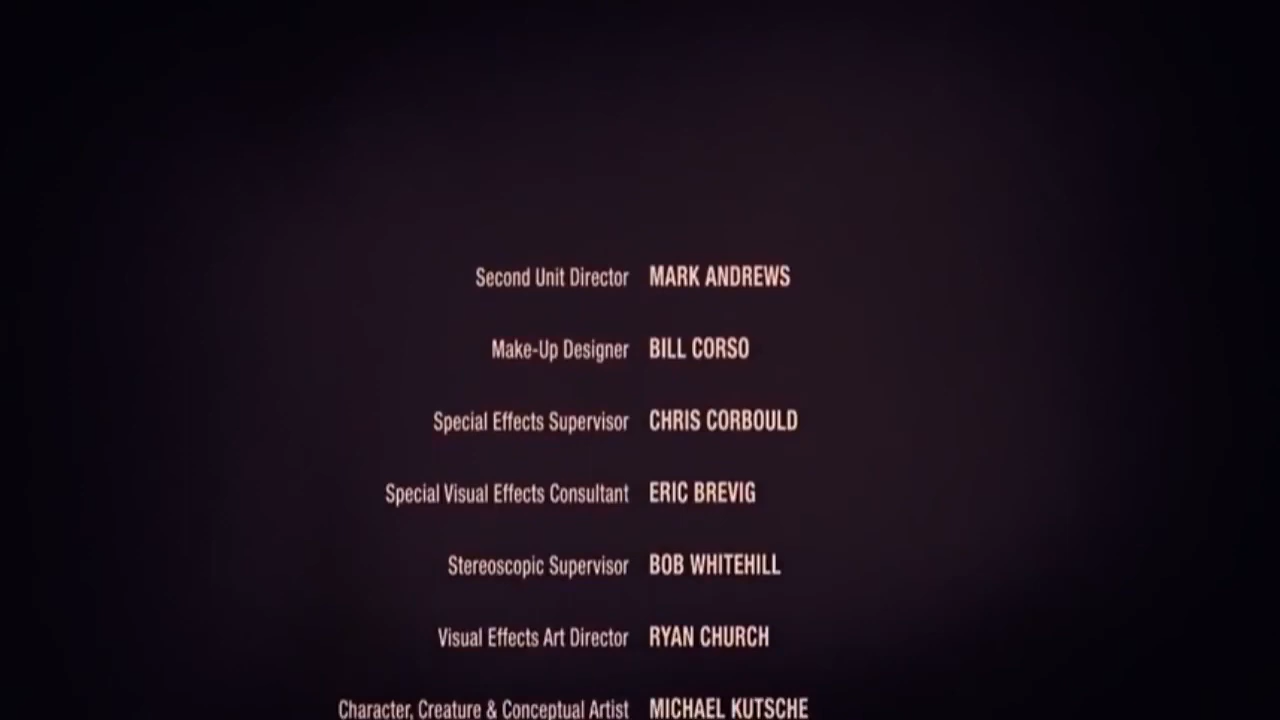 Second Unit Director MARK ANDREWS
Make-Up Designer BILL CORSO
Special Effects Supervisor CHRIS CORBOULD
Special Visual Effects Consultant ERIC BREVIG
Stereoscopic Supervisor BOB WHITEHILL
Visual Effects Art Director RYAN CHURCH
Character, Creature & Conceptual Artist MICHAEL KUTSCHE